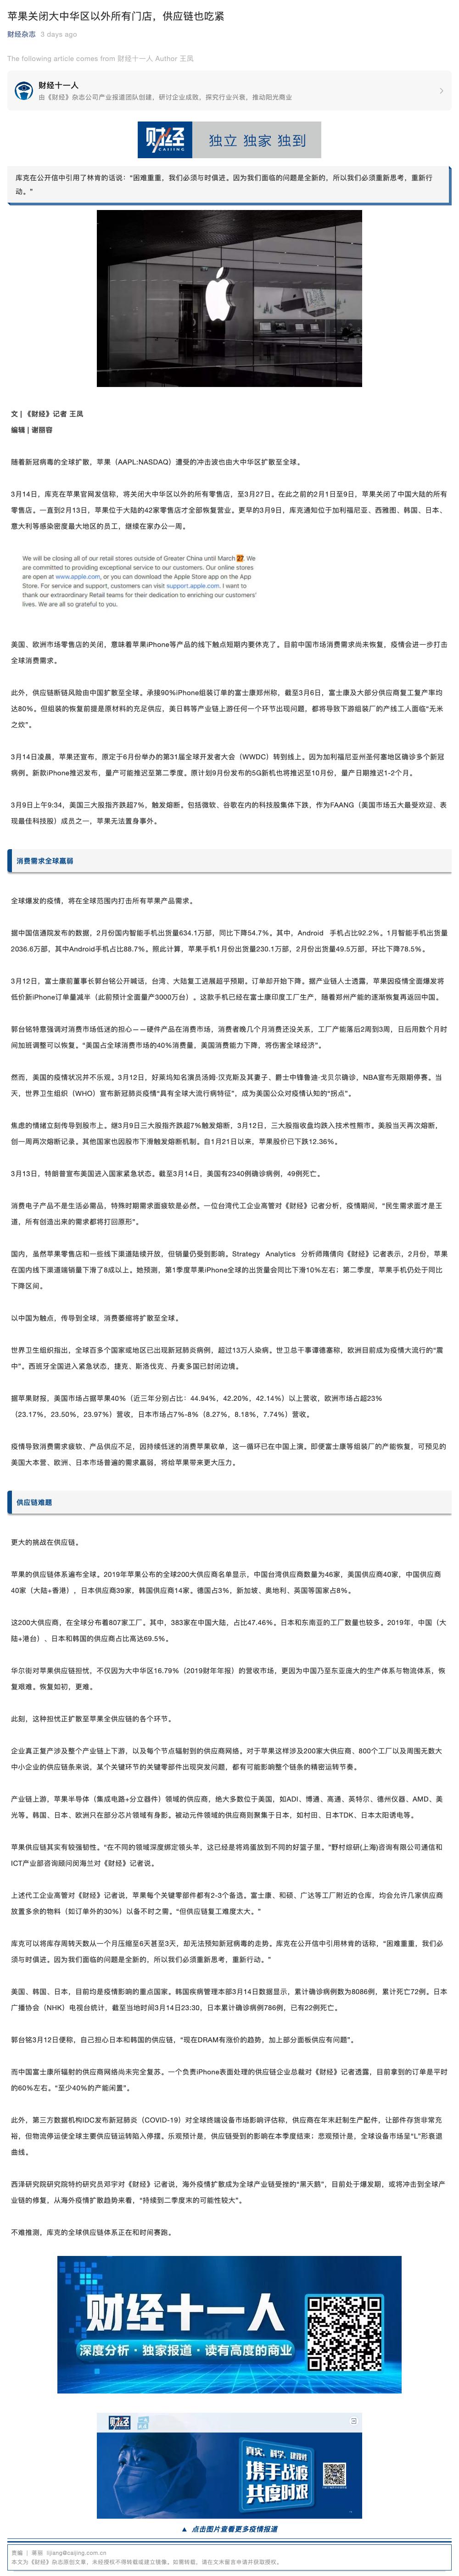 苹果关闭大中华区以外所有门店，供应链也吃紧
财经杂志 3 days ago
The following article comes from 财经十一人 Author 王凤
财经十一人
由《财经》杂志公司产业报道团队创建，研讨企业成败，探究行业兴衰，推动阳光商业
财经 独立 独家 独到
CAIJING
库克在公开信中引用了林肯的话说：“困难重重，我们必须与时俱进。因为我们面临的问题是全新的，所以我们必须重新思考，重新行
动。”
文 | 《财经》记者 王凤
编辑 | 谢丽容
随着新冠病毒的全球扩散，苹果（AAPL:NASDAQ）遭受的冲击波也由大中华区扩散至全球。
3月14日，库克在苹果官网发信称，将关闭大中华区以外的所有零售店，至3月27日。在此之前的2月1日至9日，苹果关闭了中国大陆的所有
零售店。一直到2月13日，苹果位于大陆的42家零售店才全部恢复营业。更早的3月9日，库克通知位于加利福尼亚、西雅图、韩国、日本、
意大利等感染密度最大地区的员工，继续在家办公一周。
We will be closing all of our retail stores outside of Greater China until March 27. We
are committed to providing exceptional service to our customers. Our online stores
are open at www.apple.com, or you can download the Apple Store app on the App
Store. For service and support, customers can visit support.apple.com. I want to
thank our extraordinary Retail teams for their dedication to enriching our customers’
lives. We are all so grateful to you.
美国、欧洲市场零售店的关闭，意味着苹果iPhone等产品的线下触点短期内要休克了。目前中国市场消费需求尚未恢复，疫情会进一步打击
全球消费需求。
此外，供应链断链风险由中国扩散至全球。承接90%iPhone组装订单的富士康郑州称，截至3月6日，富士康及大部分供应商复工复产率均
达80%。但组装的恢复前提是原材料的充足供应，美日韩等产业链上游任何一个环节出现问题，都将导致下游组装厂的产线工人面临“无米
之炊”。
3月14日凌晨，苹果还宣布，原定于6月份举办的第31届全球开发者大会（WWDC）转到线上。因为加利福尼亚州圣何塞地区确诊多个新冠
病例。新款iPhone推迟发布，量产可能推迟至第二季度。原计划9月份发布的5G新机也将推迟至10月份，量产日期推迟1-2个月。
3月9日上午9:34，美国三大股指齐跌超7%，触发熔断。包括微软、谷歌在内的科技股集体下跌，作为FAANG（美国市场五大最受欢迎、表
现最佳科技股）成员之一，苹果无法置身事外。
消费需求全球羸弱
全球爆发的疫情，将在全球范围内打击所有苹果产品需求。
据中国信通院发布的数据，2月份国内智能手机出货量634.1万部，同比下降54.7%。其中，Android 手机占比92.2%。1月智能手机出货量
2036.6万部，其中Android手机占比88.7%。照此计算，苹果手机1月份出货量230.1万部，2月份出货量49.5万部，环比下降78.5%。
3月12日，富士康前董事长郭台铭公开喊话，台湾、大陆复工进展超乎预期。订单却开始下降。据产业链人士透露，苹果因疫情全面爆发将
低价新iPhone订单量减半（此前预计全面量产3000万台）。这款手机已经在富士康印度工厂生产，随着郑州产能的逐渐恢复再返回中国。
郭台铭特意强调对消费市场低迷的担心——硬件产品在消费市场，消费者晚几个月消费还没关系，工厂产能落后2周到3周，日后用数个月时
间加班调整可以恢复。“美国占全球消费市场的40%消费量，美国消费能力下降，将伤害全球经济”。
然而，美国的疫情状况并不乐观。3月12日，好莱坞知名演员汤姆·汉克斯及其妻子、爵士中锋鲁迪·戈贝尔确诊，NBA宣布无限期停赛。当
天，世界卫生组织（WHO）宣布新冠肺炎疫情“具有全球大流行病特征”，成为美国公众对疫情认知的“拐点”。
焦虑的情绪立刻传导到股市上。继3月9日三大股指齐跌超7%触发熔断，3月12日，三大股指收盘均跌入技术性熊市。美股当天再次熔断，
创一周两次熔断记录。其他国家也因股市下滑触发熔断机制。自1月21日以来，苹果股价已下跌12.36%。
3月13日，特朗普宣布美国进入国家紧急状态。截至3月14日，美国有2340例确诊病例，49例死亡。
消费电子产品不是生活必需品，特殊时期需求面疲软是必然。一位台湾代工企业高管对《财经》记者分析，疫情期间，“民生需求面才是王
道，所有创造出来的需求都将打回原形”。
国内，虽然苹果零售店和一些线下渠道陆续开放，但销量仍受到影响。Strategy Analytics 分析师隋倩向《财经》记者表示，2月份，苹果
在国内线下渠道端销量下滑了8成以上。她预测，第1季度苹果iPhone全球的出货量会同比下滑10%左右；第二季度，苹果手机仍处于同比
下降区间。
以中国为触点，传导到全球，消费萎缩将扩散至全球。
世界卫生组织指出，全球百多个国家或地区已出现新冠肺炎病例，超过13万人染病。世卫总干事谭德塞称，欧洲目前成为疫情大流行的“震
中”。西班牙全国进入紧急状态，捷克、斯洛伐克、丹麦多国已封闭边境。
据苹果财报，美国市场占据苹果40%（近三年分别占比：44.94%，42.20%，42.14%）以上营收，欧洲市场占超23%
（23.17%，23.50%，23.97%）营收，日本市场占7%-8%（8.27%，8.18%，7.74%）营收。
疫情导致消费需求疲软、产品供应不足，因持续低迷的消费苹果砍单，这一循环已在中国上演。即便富士康等组装厂的产能恢复，可预见的
美国大本营、欧洲、日本市场普遍的需求羸弱，将给苹果带来更大压力。
供应链难题
更大的挑战在供应链。
苹果的供应链体系遍布全球。2019年苹果公布的全球200大供应商名单显示，中国台湾供应商数量为46家，美国供应商40家，中国供应商
40家（大陆+香港），日本供应商39家，韩国供应商14家。德国占3%，新加坡、奥地利、英国等国家占8%。
这200大供应商，在全球分布着807家工厂。其中，383家在中国大陆，占比47.46%。日本和东南亚的工厂数量也较多。2019年，中国（大
陆+港台）、日本和韩国的供应商占比高达69.5%。
华尔街对苹果供应链担忧，不仅因为大中华区16.79%（2019财年年报）的营收市场，更因为中国乃至东亚庞大的生产体系与物流体系，恢
复艰难。恢复如初，更难。
此刻，这种担忧正扩散至苹果全供应链的各个环节。
企业真正复产涉及整个产业链上下游，以及每个节点辐射到的供应商网络。对于苹果这样涉及200家大供应商、800个工厂以及周围无数大
中小企业的供应链条来说，某个关键环节的关键零部件出现突发问题，都有可能影响整个链条的精密运转节奏。
产业链上游，苹果半导体（集成电路+分立器件）领域的供应商，绝大多数位于美国，如ADI、博通、高通、英特尔、德州仪器、AMD、美
光等。韩国、日本、欧洲只在部分芯片领域有身影。被动元件领域的供应商则聚集于日本，如村田、日本TDK、日本太阳诱电等。
苹果供应链其实有较强韧性。“在不同的领域深度绑定领头羊，这已经是将鸡蛋放到不同的好篮子里。”野村综研(上海)咨询有限公司通信和
ICT产业部咨询顾问闵海兰对《财经》记者说。
上述代工企业高管对《财经》记者说，苹果每个关键零部件都有2-3个备选。富士康、和硕、广达等工厂附近的仓库，均会允许几家供应商
放置多余的物料（如订单外的30%）以备不时之需。“但供应链复工难度太大。”
库克可以将库存周转天数从一个月压缩至6天甚至3天，却无法预知新病毒的走势。库克在公开信中引用林肯的话称，“困难重重，我们必
须与时俱进。因为我们面临的问题是全新的，所以我们必须重新思考，重新行动。”
美国、韩国、日本，目前均是疫情影响的重点国家。韩国疾病管理本部3月14日数据显示，累计确诊病例数为8086例，累计死亡72例。日本
广播协会（NHK）电视台统计，截至当地时间3月14日23:30，日本累计确诊病例786例，已有22例死亡。
郭台铭3月12日便称，自己担心日本和韩国的供应链，“现在DRAM有涨价的趋势，加上部分面板供应有问题”。
而中国富士康所辐射的供应商网络尚未完全复苏。一个负责iPhone表面处理的供应链企业总裁对《财经》记者透露，目前拿到的订单是平时
的60%左右。“至少40%的产能闲置”。
此外，第三方数据机构IDC发布新冠肺炎（COVID-19）对全球终端设备市场影响评估称，供应商在年末赶制生产配件，让部件存货非常充
裕，但物流停运使全球主要供应链运转陷入停摆。乐观预计是，供应链受到的影响在本季度结束；悲观预计是，全球设备市场呈“L”形衰退
曲线。
西泽研究院研究院特约研究员邓宇对《财经》记者说，海外疫情扩散成为全球产业链受挫的“黑天鹅”，目前处于爆发期，或将冲击到全球产
业链的修复，从海外疫情扩散趋势来看，“持续到二季度末的可能性较大”。
不难推测，库克的全球供应链体系正在和时间赛跑。
财经十一人
深度分析·独家报道·读有高度的商业
财经
真实、科学、建设性
携手战疫
共度时艰
▲ 点击图片查看更多疫情报道
责编 | 蒋丽 lijiang@caijing.com.cn
本文为《财经》杂志原创文章，未经授权不得转载或建立镜像。如需转载，请在文末留言申请并获取授权。